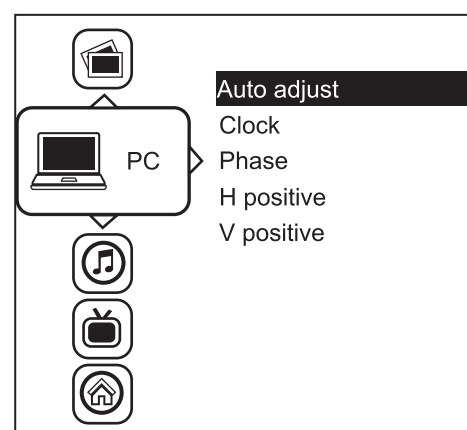 Auto adjust
Clock
PC
Phase
H positive
V positive